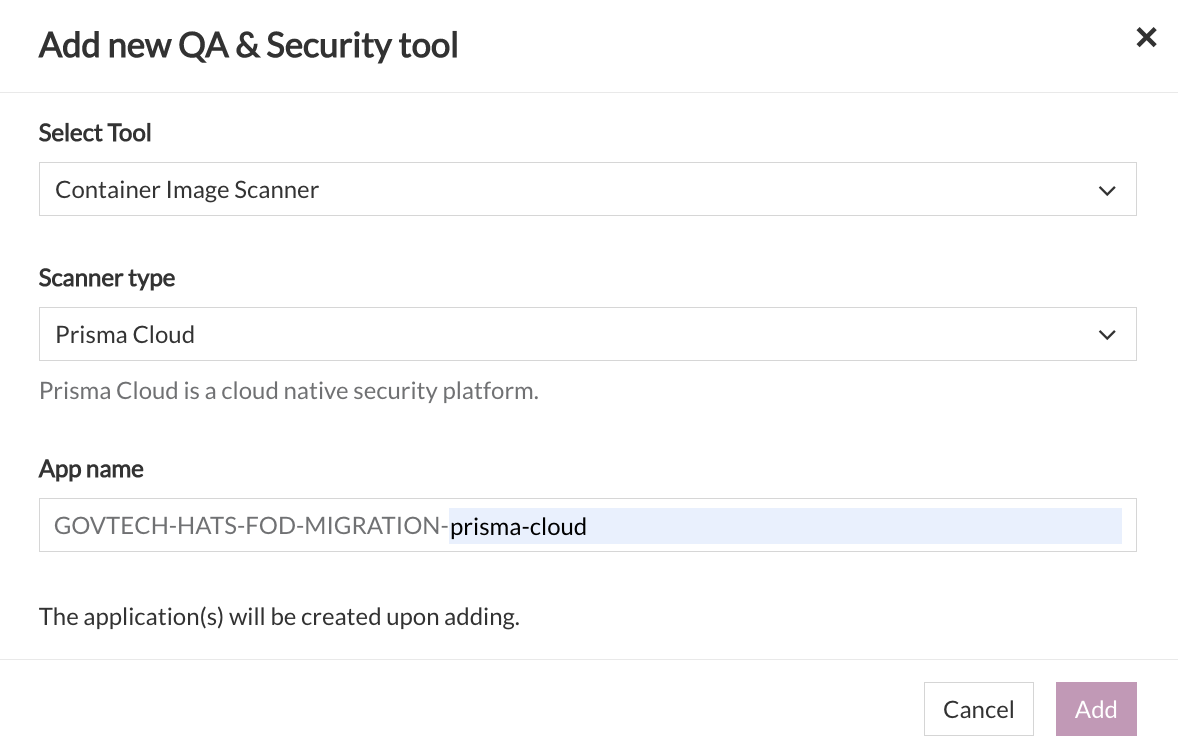 Add new QA & Security tool
Select Tool
Container Image Scanner
Scanner type
Prisma Cloud
Prisma Cloud is a cloud native security platform.
App name
GOVTECH-HATS-FOD-MIGRATION-prisma-cloud
The application(s) will be created upon adding.
Cancel Add